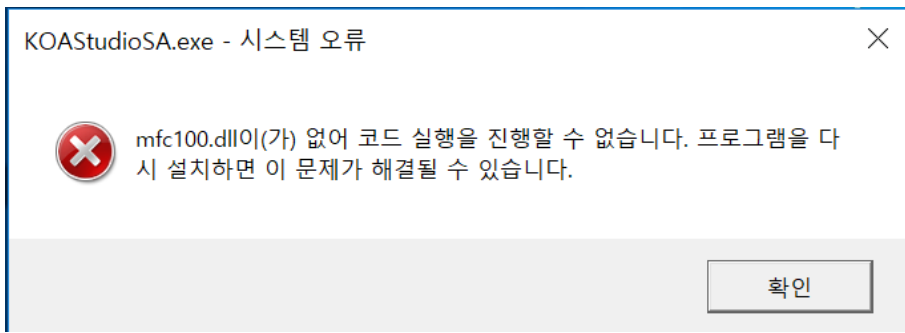 KOAStudioSA.exe - 시스템 오류
mfc100.dll이(가) 없어 코드 실행을 진행할 수 없습니다. 프로그램을 다
시 설치하면 이 문제가 해결될 수 있습니다.
확인